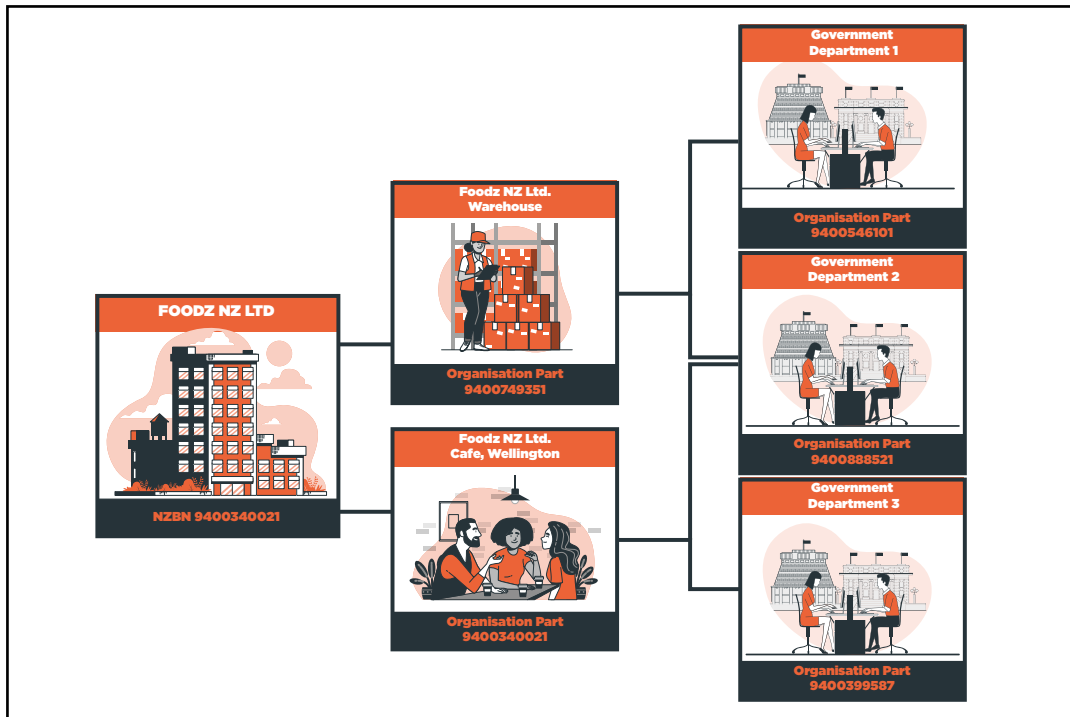 FOODZ NZ LTD
NZBN 9400340021
Foodz NZ Ltd.
Warehouse
Organisation Part
9400749351
Foodz NZ Ltd.
Cafe, Wellington
Organisation Part
9400340021
Government
Department 1
Organisation Part
9400546101
Government
Department 2
Organisation Part
9400888521
Government
Department 3
Organisation Part
9400399587